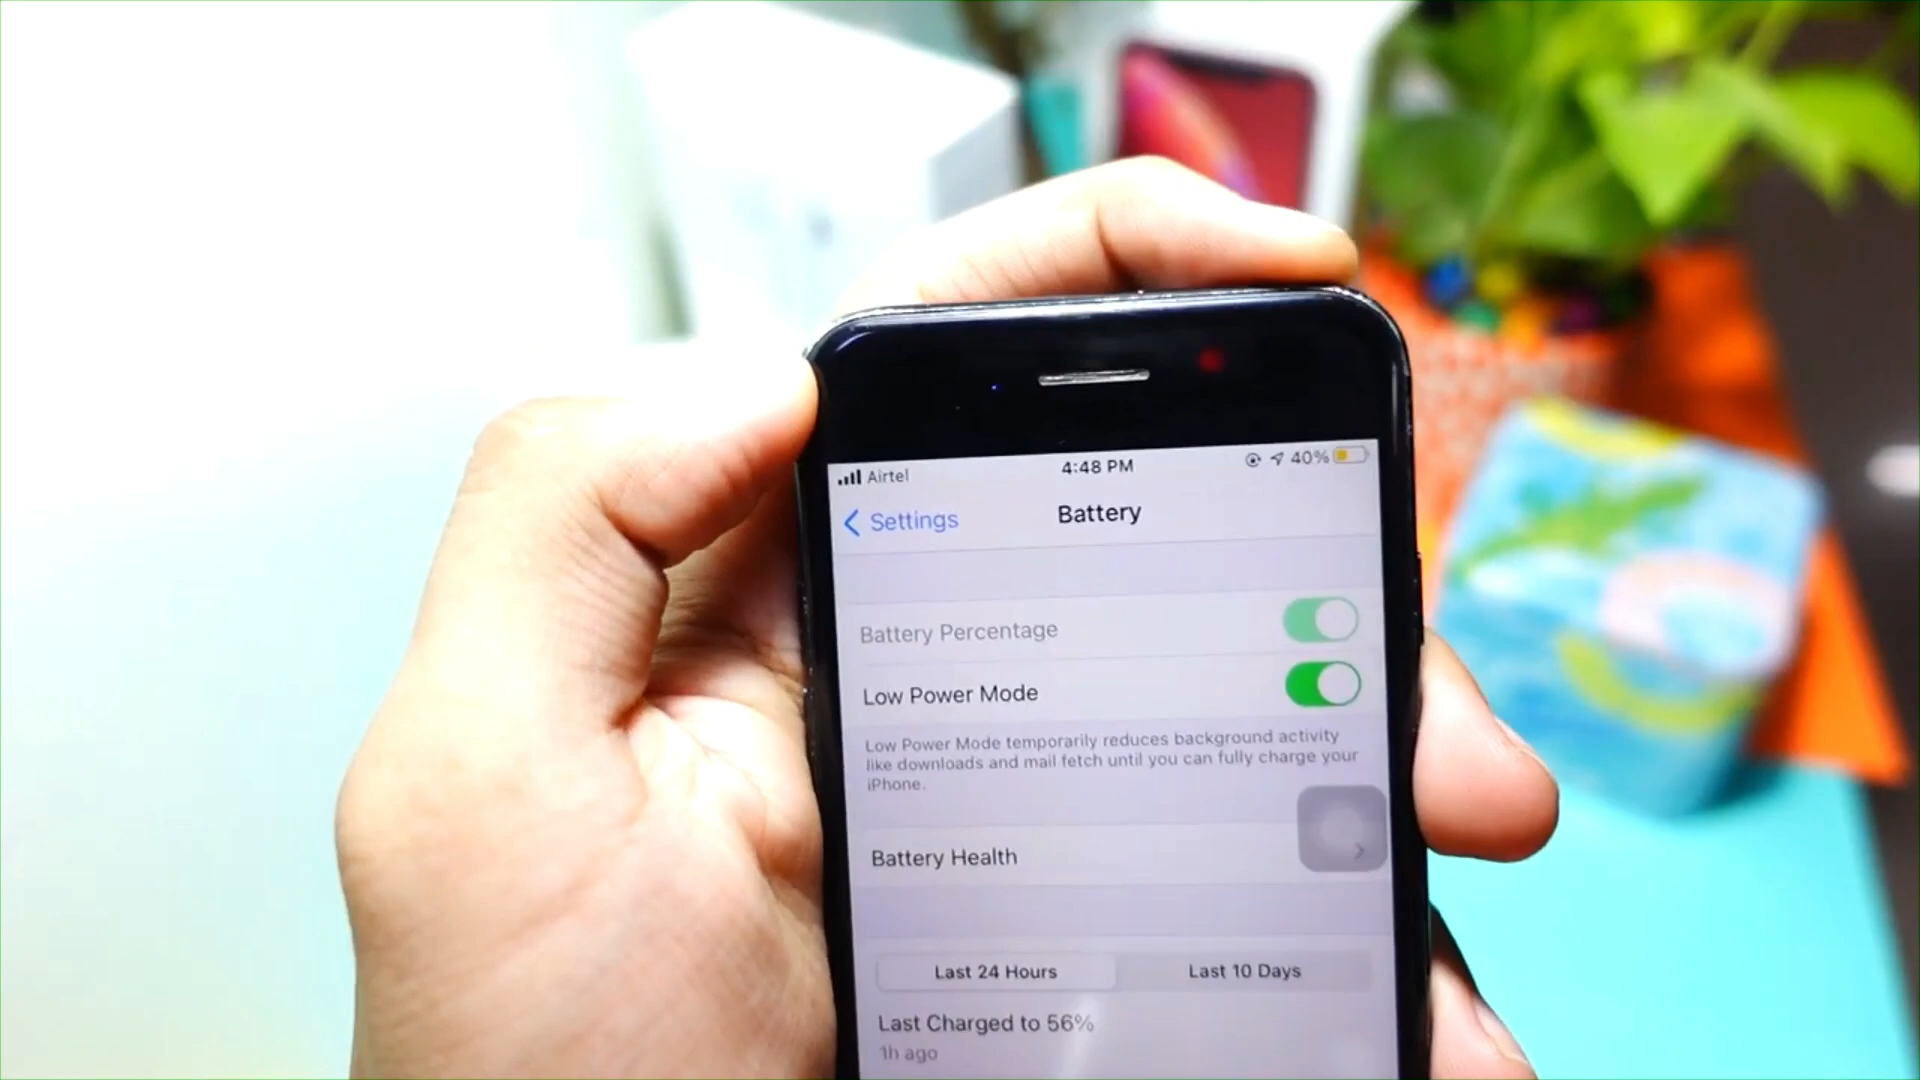 Airtel 4:48 PM 40%
Settings Battery
Battery Percentage
Low Power Mode
Low Power Mode temporarily reduces background activity
like downloads and mail fetch until you can fully charge your
iPhone.
Battery Health
Last 24 Hours Last 10 Days
Last Charged to 56%
1h ago